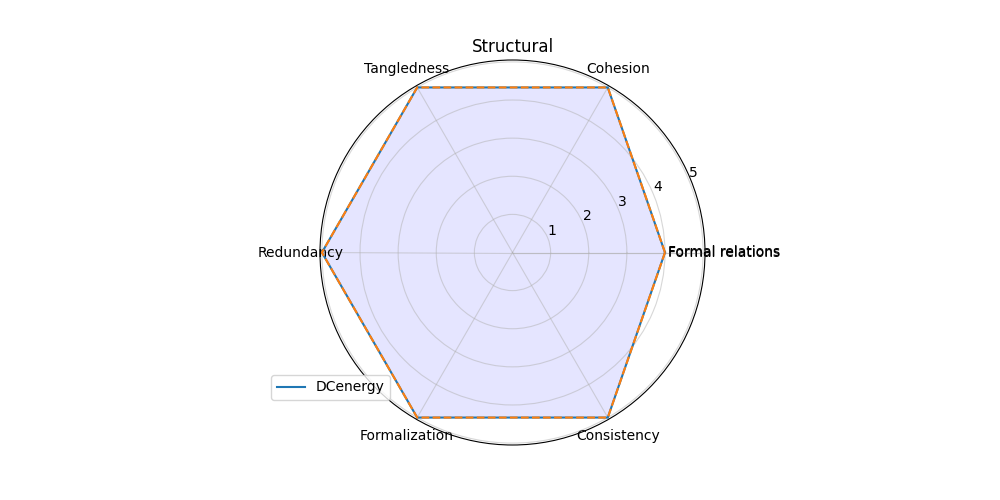 Structural
Tangledness
Cohesion
5
4
3
2
1
Redundancy
Formal relations
DCenergy
Formalization
Consistency